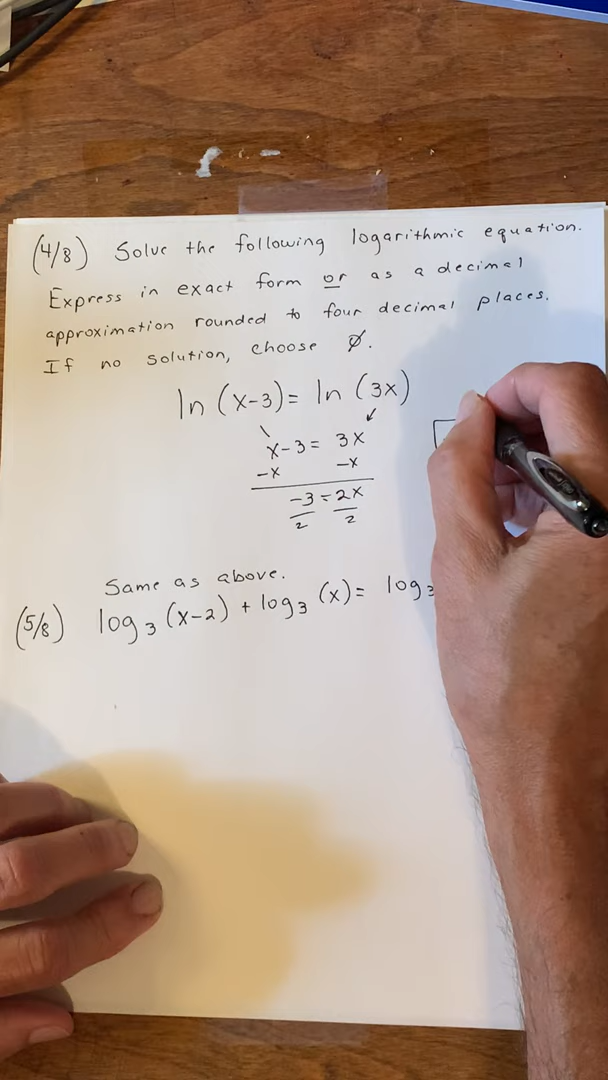 (4/8) Solve the following logarithmic equation.
Express in exact form or as a decimal
approximation rounded to four decimal places.
If no solution, choose ∅.
ln (x-3) = ln (3x)
x-3 = 3x
-x -x
-3 = 2x
2 2
Same as above.
(5/8) log₃ (x-2) + log₃ (x) = log₃